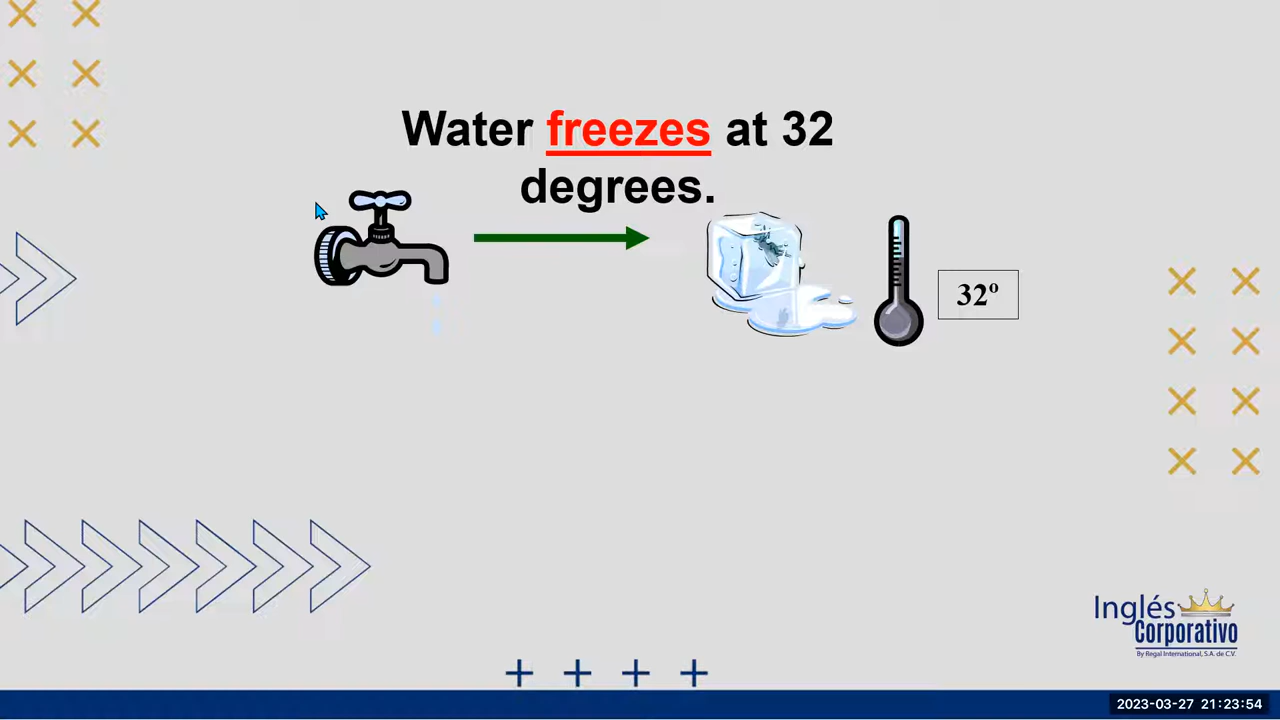 Water freezes at 32
degrees.
32º
Inglés
Corporativo
By Regal International, S.A. de C.V.
2023-03-27 21:23:54